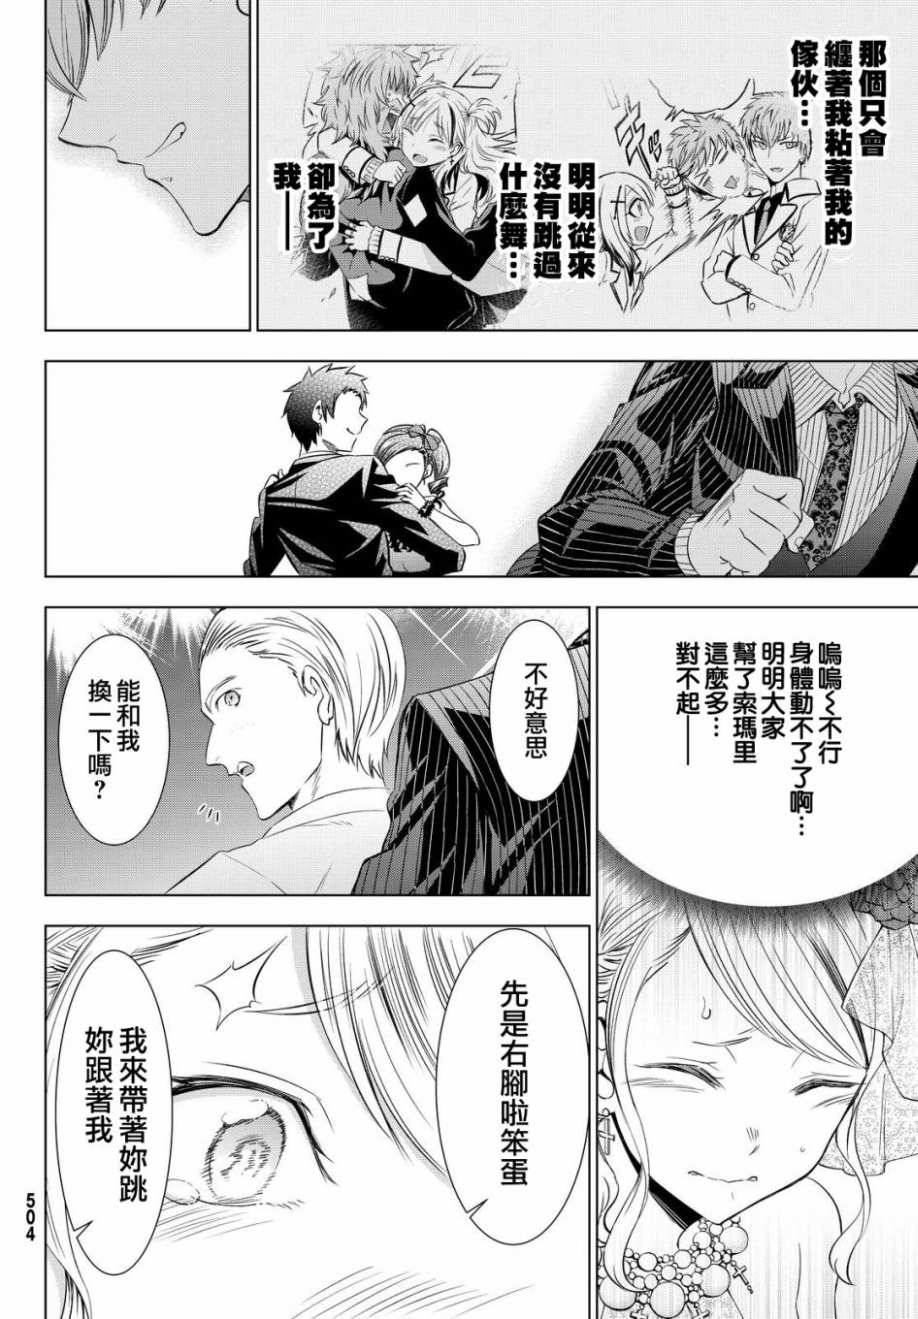 那個只會
纏著我粘著我的
傢伙…
明明從來
沒有跳過
什麼舞…
卻為了
我——
嗚嗚~不行
身體動不了了啊…
明明大家
幫了索瑪里
這麼多…
對不起——
不好意思
能和我
換一下嗎?
先是右腳啦笨蛋
我來帶著妳跳
妳跟著我
504